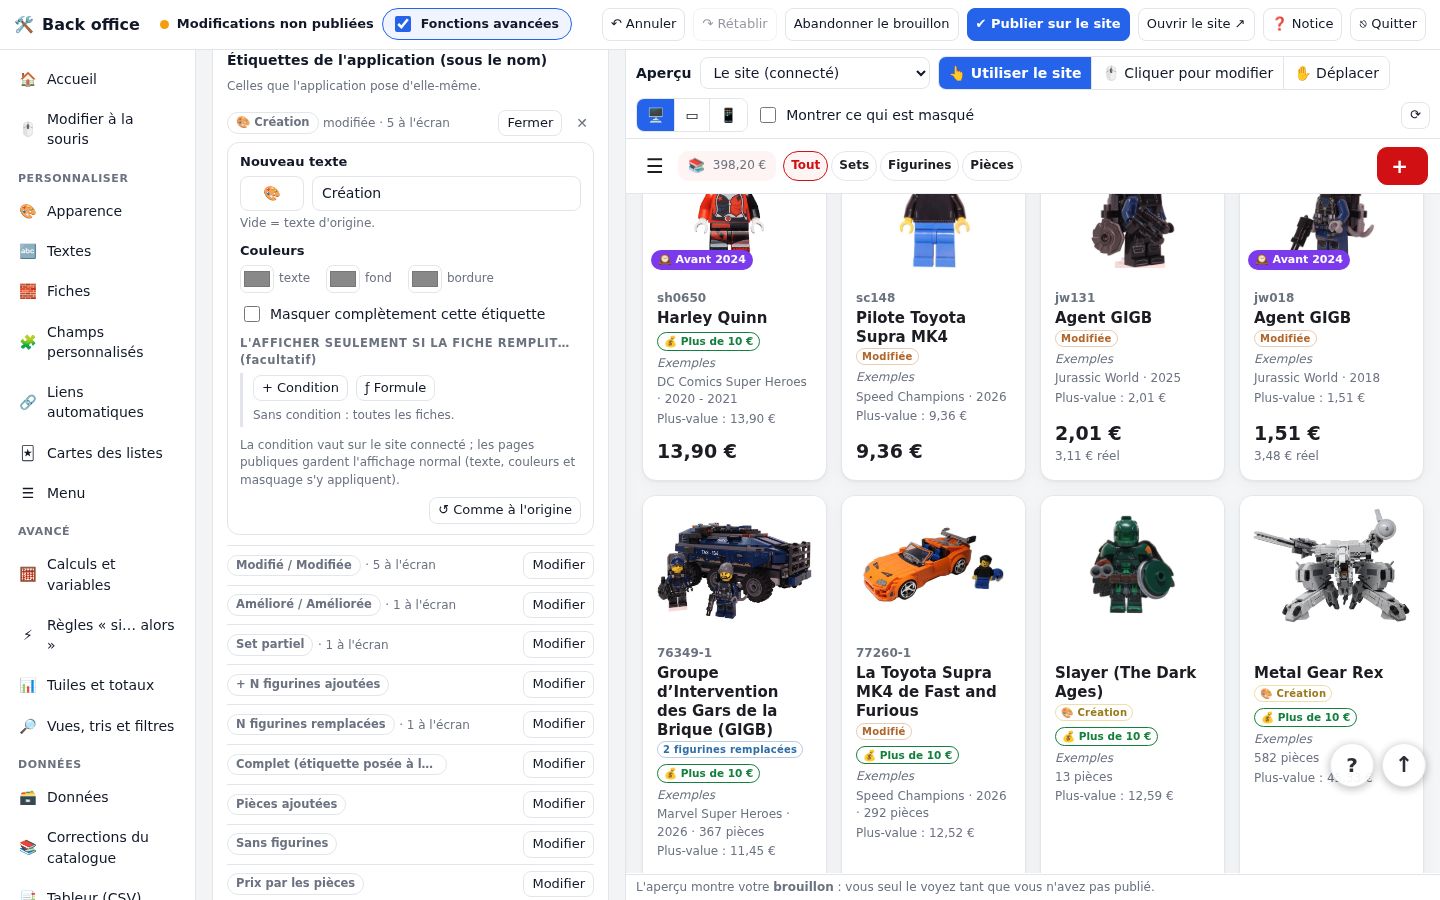 🛠️ Back office
Modifications non publiées
Fonctions avancées
↶ Annuler
↷ Rétablir
Abandonner le brouillon
✔ Publier sur le site
Ouvrir le site ↗
❓ Notice
⎋ Quitter
Accueil
Modifier à la
souris
PERSONNALISER
Apparence
Textes
Fiches
Champs
personnalisés
Liens
automatiques
Cartes des listes
Menu
AVANCÉ
Calculs et
variables
Règles « si… alors
»
Tuiles et totaux
Vues, tris et filtres
DONNÉES
Données
Corrections du
catalogue
Tableur (CSV)
Étiquettes de l'application (sous le nom)
Celles que l'application pose d'elle-même.
🎨 Création modifiée · 5 à l'écran
Fermer
✕
Nouveau texte
🎨 Création
Vide = texte d'origine.
Couleurs
texte fond bordure
Masquer complètement cette étiquette
L'AFFICHER SEULEMENT SI LA FICHE REMPLIT…
(facultatif)
+ Condition
ƒ Formule
Sans condition : toutes les fiches.
La condition vaut sur le site connecté ; les pages
publiques gardent l'affichage normal (texte, couleurs et
masquage s'y appliquent).
↺ Comme à l'origine
Modifié / Modifiée · 5 à l'écran Modifier
Amélioré / Améliorée · 1 à l'écran Modifier
Set partiel · 1 à l'écran Modifier
+ N figurines ajoutées Modifier
N figurines remplacées · 1 à l'écran Modifier
Complet (étiquette posée à l… Modifier
Pièces ajoutées Modifier
Sans figurines Modifier
Prix par les pièces Modifier
Aperçu
Le site (connecté)
👆 Utiliser le site
🖱️ Cliquer pour modifier
✋ Déplacer
Montrer ce qui est masqué
⟳
☰
📚 398,20 €
Tout
Sets
Figurines
Pièces
+
🕰️ Avant 2024
sh0650
Harley Quinn
💰 Plus de 10 €
Exemples
DC Comics Super Heroes
· 2020 - 2021
Plus-value : 13,90 €
13,90 €
sc148
Pilote Toyota
Supra MK4
Modifiée
Exemples
Speed Champions · 2026
Plus-value : 9,36 €
9,36 €
jw131
Agent GIGB
Modifiée
Exemples
Jurassic World · 2025
Plus-value : 2,01 €
2,01 €
3,11 € réel
🕰️ Avant 2024
jw018
Agent GIGB
Modifiée
Exemples
Jurassic World · 2018
Plus-value : 1,51 €
1,51 €
3,48 € réel
76349-1
Groupe
d’Intervention
des Gars de la
Brique (GIGB)
2 figurines remplacées
💰 Plus de 10 €
Exemples
Marvel Super Heroes ·
2026 · 367 pièces
Plus-value : 11,45 €
77260-1
La Toyota Supra
MK4 de Fast and
Furious
Modifié
💰 Plus de 10 €
Exemples
Speed Champions · 2026
· 292 pièces
Plus-value : 12,52 €
Slayer (The Dark
Ages)
🎨 Création
💰 Plus de 10 €
Exemples
13 pièces
Plus-value : 12,59 €
Metal Gear Rex
🎨 Création
💰 Plus de 10 €
Exemples
582 pièces
Plus-value :
?
↑
L'aperçu montre votre brouillon : vous seul le voyez tant que vous n'avez pas publié.